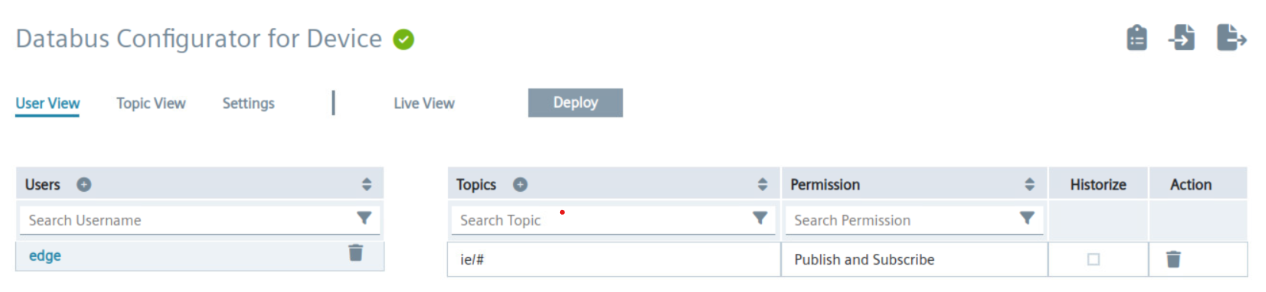 Databus Configurator for Device
User View Topic View Settings Live View Deploy
Users Topics Permission Historize Action
Search Username Search Topic Search Permission
edge ie/# Publish and Subscribe